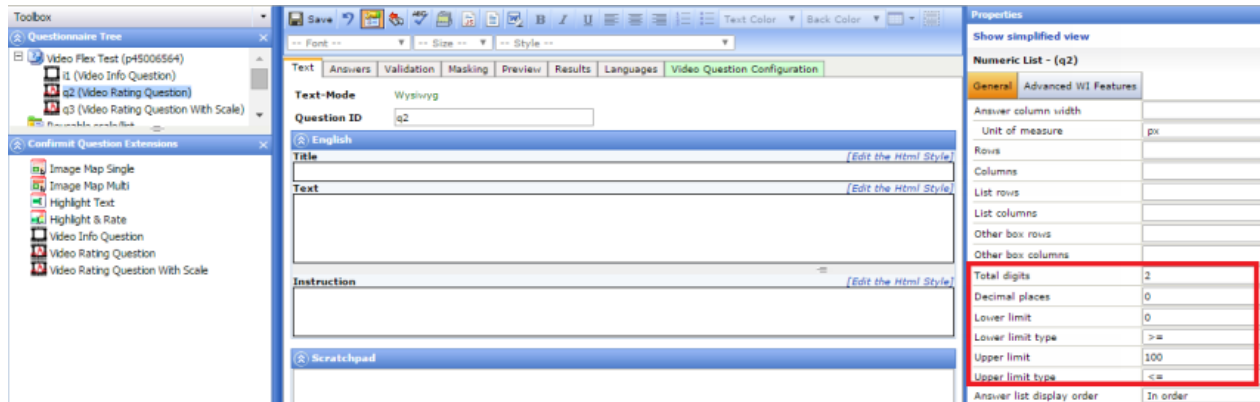 Toolbox
Questionnaire Tree
Video Flex Test (p45006564)
i1 (Video Info Question)
q2 (Video Rating Question)
q3 (Video Rating Question With Scale)
Reusable scale/list
Confirmit Question Extensions
Image Map Single
Image Map Multi
Highlight Text
Highlight & Rate
Video Info Question
Video Rating Question
Video Rating Question With Scale
Save B I U Text Color Back Color
-- Font -- -- Size -- -- Style --
Text Answers Validation Masking Preview Results Languages Video Question Configuration
Text-Mode Wysiwyg
Question ID q2
English
Title [Edit the Html Style]
Text [Edit the Html Style]
Instruction [Edit the Html Style]
Scratchpad
Properties
Show simplified view
Numeric List - (q2)
General Advanced WI Features
Answer column width
Unit of measure px
Rows
Columns
List rows
List columns
Other box rows
Other box columns
Total digits 2
Decimal places 0
Lower limit 0
Lower limit type >=
Upper limit 100
Upper limit type <=
Answer list display order In order